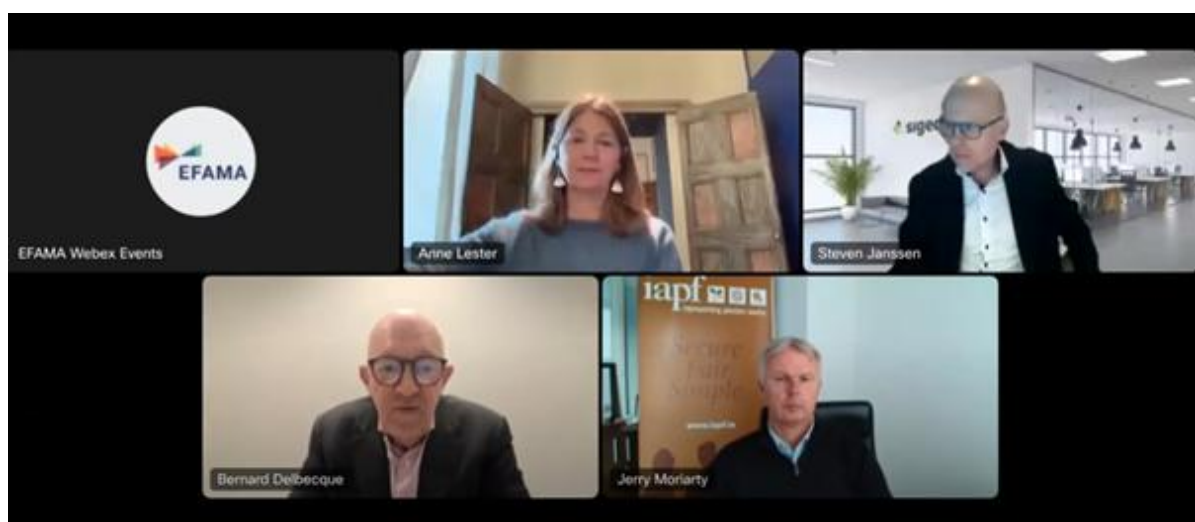 EFAMA
EFAMA Webex Events
Anne Lester
Steven Janssen
Bernard Delbecque
iapf
Secure
Fair
Simple
www.iapf.ie
Jerry Moriarty